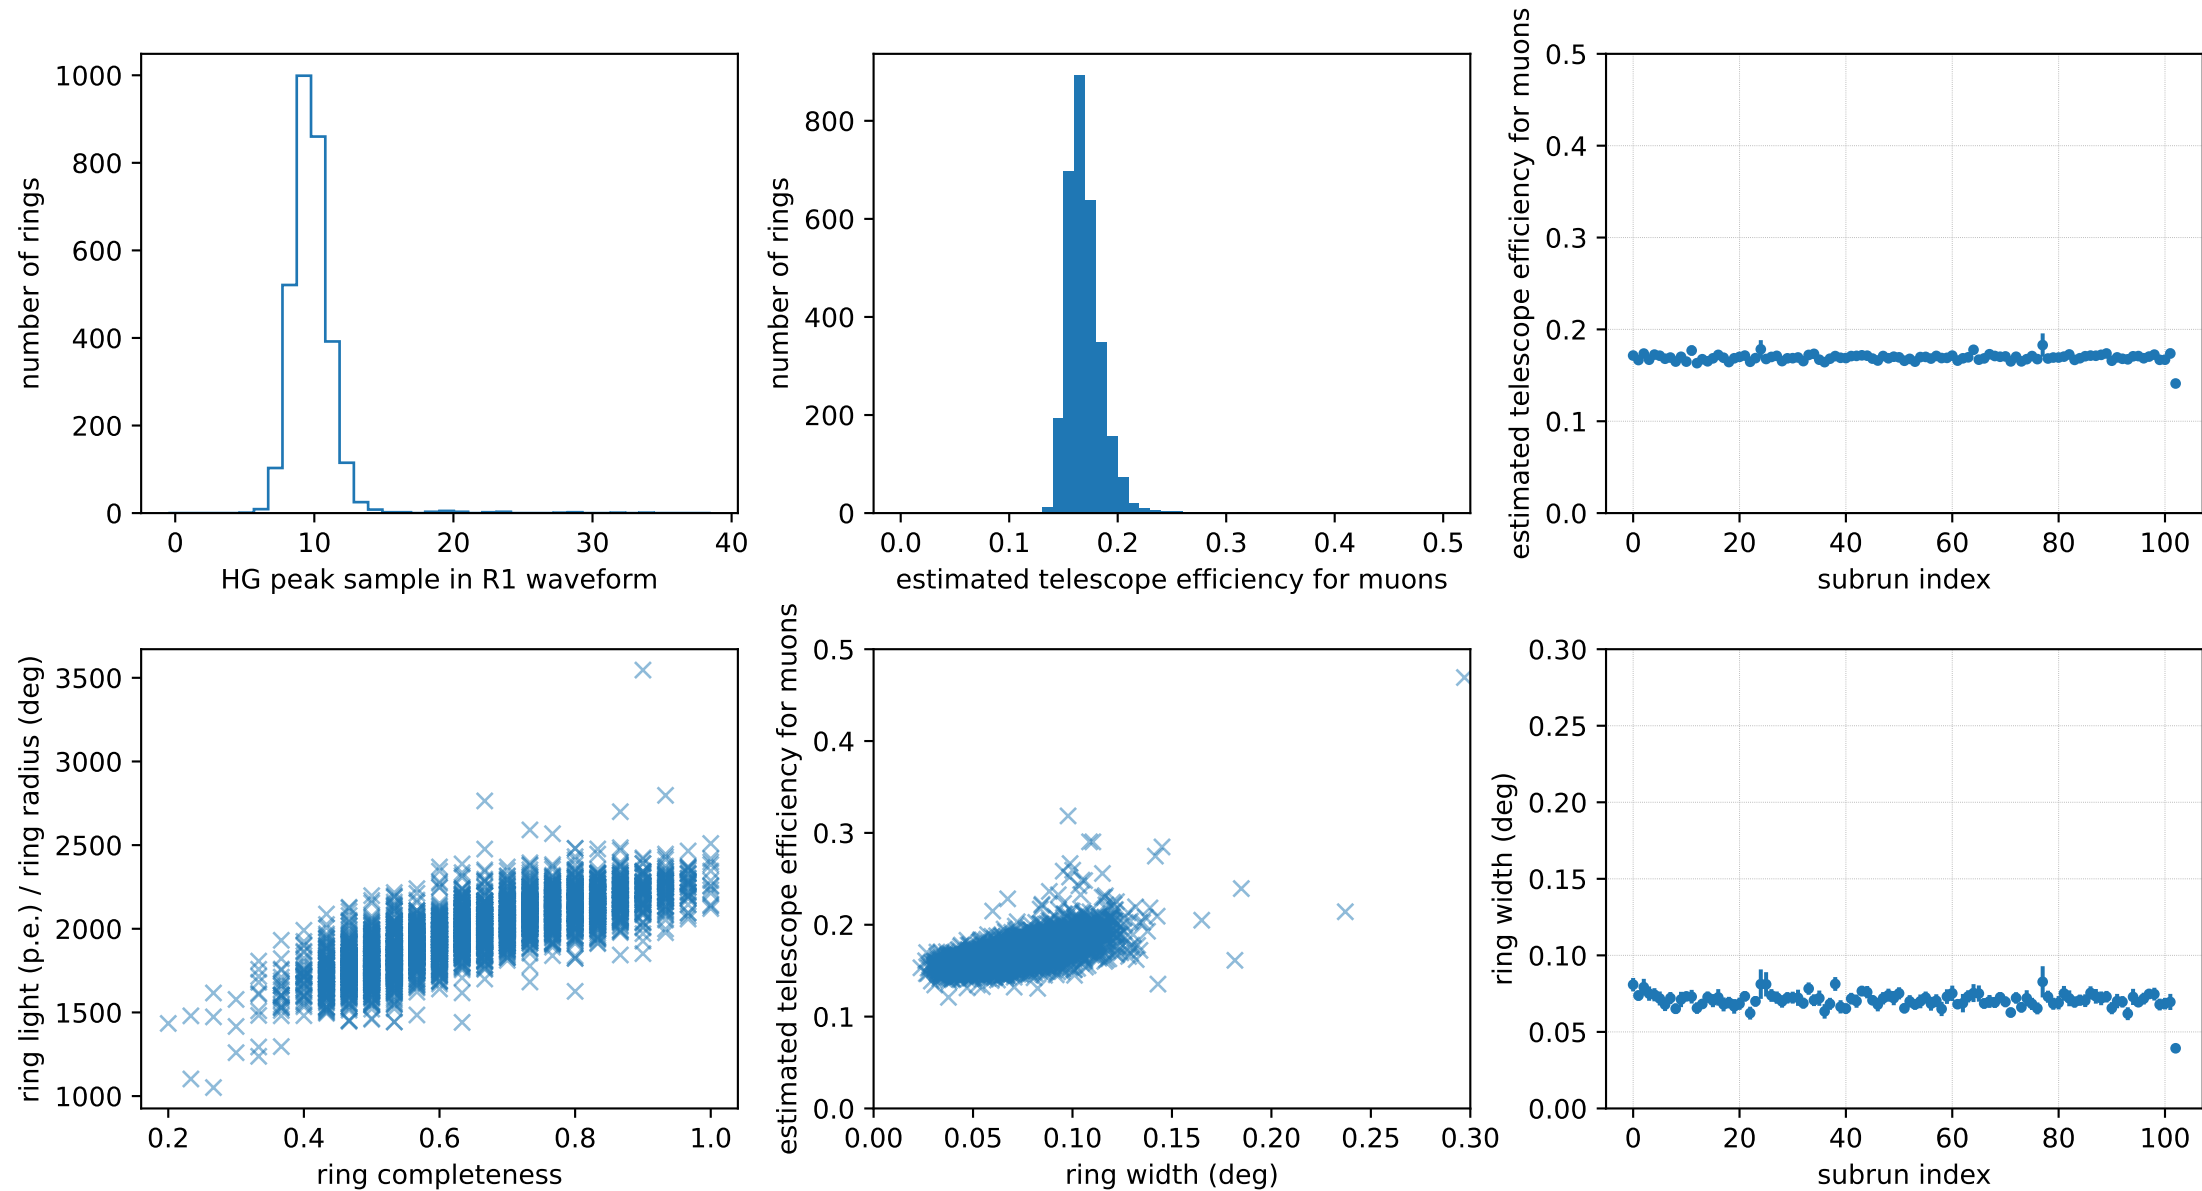 number of rings
1000
800
600
400
200
0
0 10 20 30 40
HG peak sample in R1 waveform
number of rings
800
600
400
200
0
0.0 0.1 0.2 0.3 0.4 0.5
estimated telescope efficiency for muons
estimated telescope efficiency for muons
0.5
0.4
0.3
0.2
0.1
0.0
0 20 40 60 80 100
subrun index
ring light (p.e.) / ring radius (deg)
3500
3000
2500
2000
1500
1000
0.2 0.4 0.6 0.8 1.0
ring completeness
estimated telescope efficiency for muons
0.5
0.4
0.3
0.2
0.1
0.0
0.00 0.05 0.10 0.15 0.20 0.25 0.30
ring width (deg)
ring width (deg)
0.30
0.25
0.20
0.15
0.10
0.05
0.00
0 20 40 60 80 100
subrun index